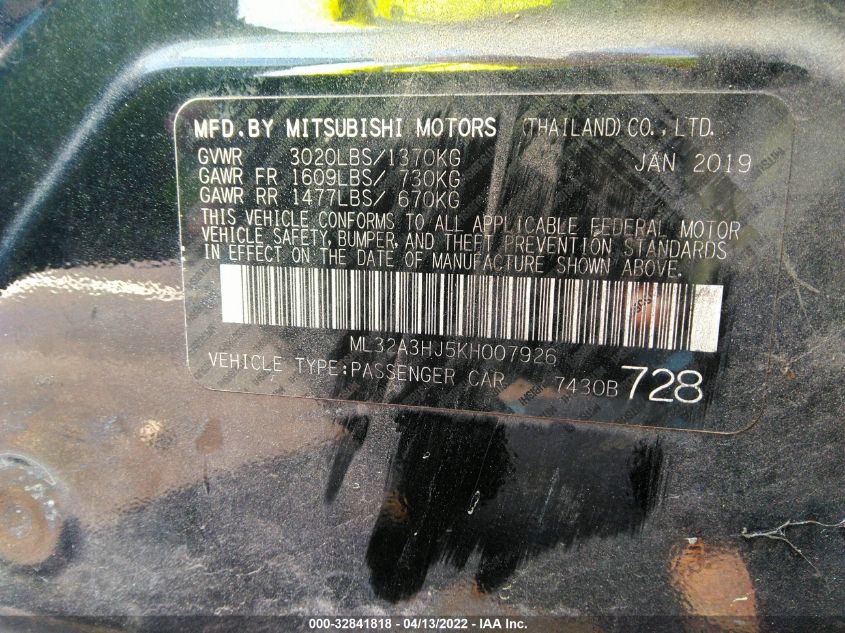 MFD.BY MITSUBISHI MOTORS (THAILAND)CO.,LTD.
GVWR 3020LBS/1370KG JAN 2019
GAWR FR 1609LBS/ 730KG
GAWR RR 1477LBS/ 670KG
THIS VEHICLE CONFORMS TO ALL APPLICABLE FEDERAL MOTOR
VEHICLE SAFETY, BUMPER, AND THEFT PREVENTION STANDARDS
IN EFFECT ON THE DATE OF MANUFACTURE SHOWN ABOVE.
ML32A3HJ5KH007926
VEHICLE TYPE:PASSENGER CAR 7430B 728
000-32841818 - 04/13/2022 - IAA Inc.